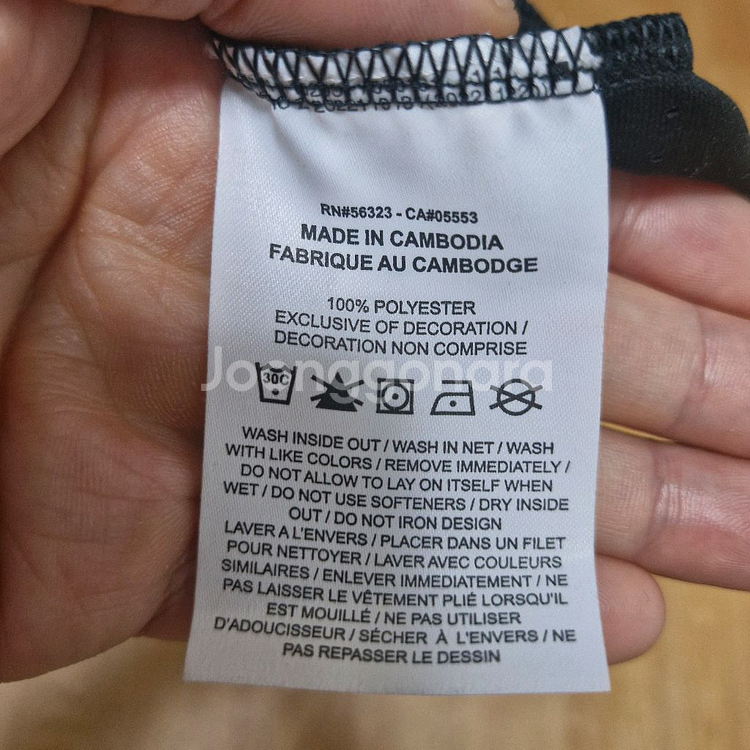 RN#56323 - CA#05553
MADE IN CAMBODIA
FABRIQUE AU CAMBODGE
100% POLYESTER
EXCLUSIVE OF DECORATION /
DECORATION NON COMPRISE
Joonggonara
30C
WASH INSIDE OUT / WASH IN NET / WASH
WITH LIKE COLORS / REMOVE IMMEDIATELY /
DO NOT ALLOW TO LAY ON ITSELF WHEN
WET / DO NOT USE SOFTENERS / DRY INSIDE
OUT / DO NOT IRON DESIGN
LAVER A L'ENVERS / PLACER DANS UN FILET
POUR NETTOYER / LAVER AVEC COULEURS
SIMILAIRES / ENLEVER IMMEDIATEMENT / NE
PAS LAISSER LE VÊTEMENT PLIÉ LORSQU'IL
EST MOUILLÉ / NE PAS UTILISER
D'ADOUCISSEUR / SÉCHER À L'ENVERS / NE
PAS REPASSER LE DESSIN